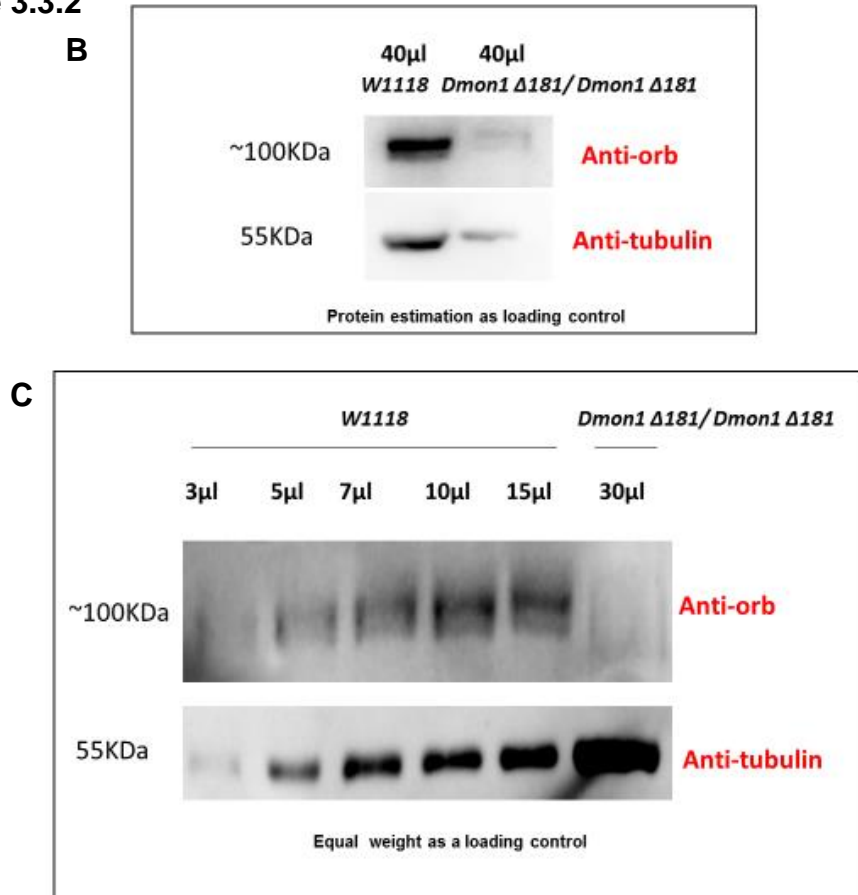 3.3.2
B
40µl 40µl
W1118 Dmon1 Δ181/ Dmon1 Δ181
~100KDa Anti-orb
55KDa Anti-tubulin
Protein estimation as loading control
C
W1118 Dmon1 Δ181/ Dmon1 Δ181
3µl 5µl 7µl 10µl 15µl 30µl
~100KDa Anti-orb
55KDa Anti-tubulin
Equal weight as a loading control